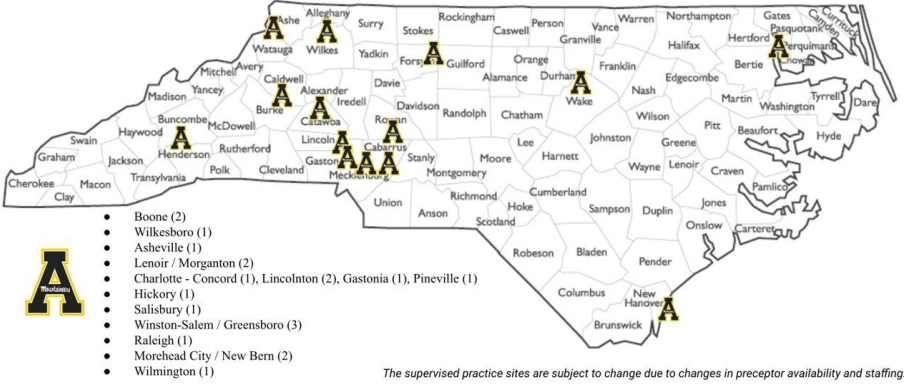 Alleghany
Ashe
Surry
Stokes
Rockingham
Caswell
Person
Vance
Granville
Warren
Northampton
Gates
Pasquotank
Camden
Currituck
Hertford
Perquimans
Watauga
Wilkes
Yadkin
Guilford
Orange
Alamance
Durham
Franklin
Halifax
Bertie
Mitchell
Avery
Caldwell
Alexander
Davie
Madison
Yancey
Iredell
Davidson
Randolph
Chatham
Wake
Nash
Edgecombe
Martin
Washington
Tyrrell
Dare
Burke
Catawba
Rowan
Wilson
Buncombe
McDowell
Swain
Haywood
Lincoln
Cabarrus
Lee
Johnston
Greene
Pitt
Beaufort
Hyde
Graham
Jackson
Henderson
Rutherford
Gaston
Stanly
Moore
Harnett
Wayne
Lenoir
Craven
Cherokee
Macon
Transylvania
Polk
Cleveland
Mecklenburg
Montgomery
Pamlico
Clay
Union
Anson
Richmond
Hoke
Cumberland
Sampson
Duplin
Jones
Scotland
Onslow
Carteret
Robeson
Bladen
Pender
Columbus
New
Hanover
Brunswick
A
Mountaineers
• Boone (2)
• Wilkesboro (1)
• Asheville (1)
• Lenoir / Morganton (2)
• Charlotte - Concord (1), Lincolnton (2), Gastonia (1), Pineville (1)
• Hickory (1)
• Salisbury (1)
• Winston-Salem / Greensboro (3)
• Raleigh (1)
• Morehead City / New Bern (2)
• Wilmington (1)
The supervised practice sites are subject to change due to changes in preceptor availability and staffing.